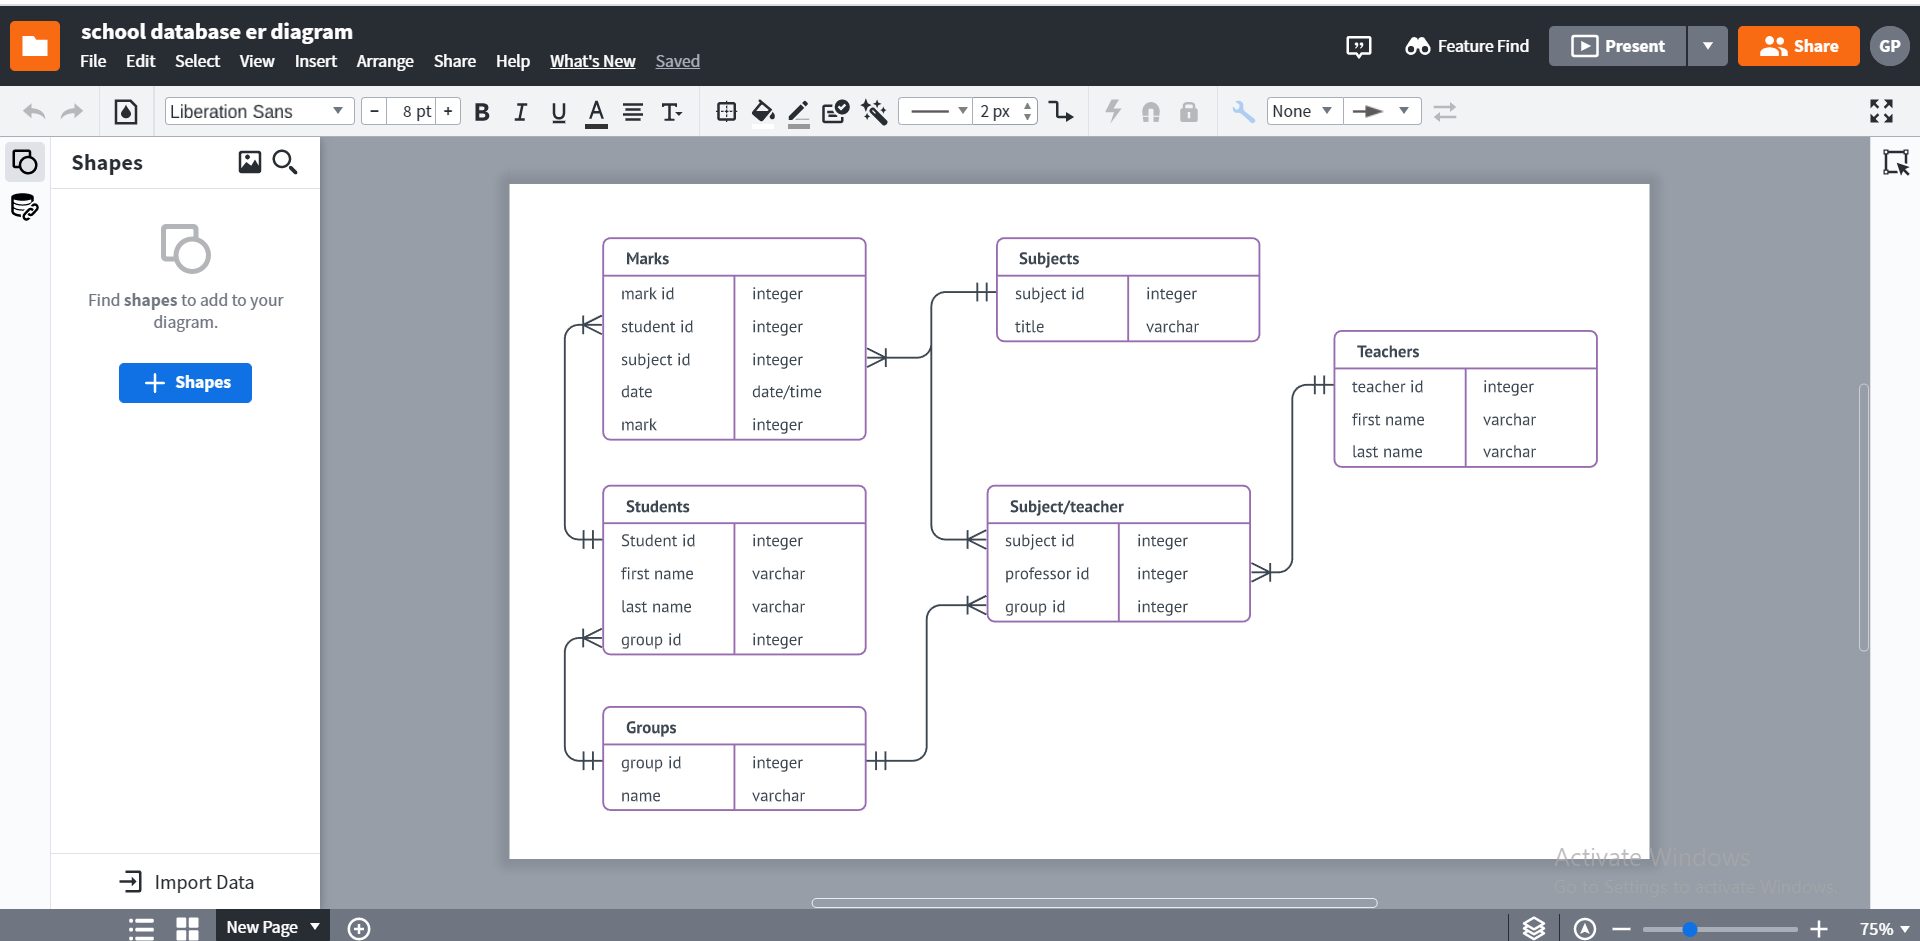 school database er diagram
File Edit Select View Insert Arrange Share Help What's New Saved
Feature Find Present Share GP
Liberation Sans - 8 pt + B I U A T 2 px None
Shapes
Find shapes to add to your
diagram.
+ Shapes
Import Data
Marks
mark id integer
student id integer
subject id integer
date date/time
mark integer
Subjects
subject id integer
title varchar
Teachers
teacher id integer
first name varchar
last name varchar
Students
Student id integer
first name varchar
last name varchar
group id integer
Subject/teacher
subject id integer
professor id integer
group id integer
Groups
group id integer
name varchar
Activate Windows
Go to Settings to activate Windows.
New Page 75%